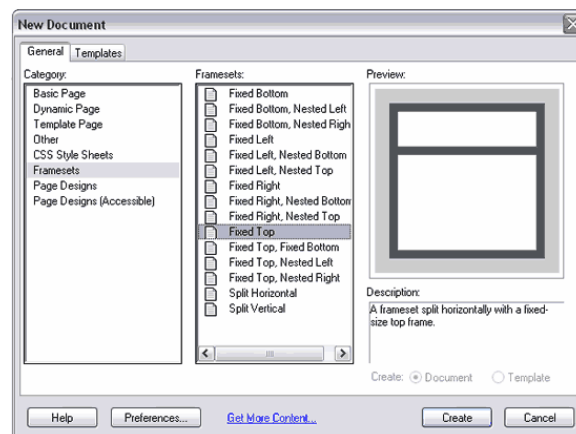 New Document
General
Templates
Category:
Basic Page
Dynamic Page
Template Page
Other
CSS Style Sheets
Framesets
Page Designs
Page Designs (Accessible)
Framesets:
Fixed Bottom
Fixed Bottom, Nested Left
Fixed Bottom, Nested Righ
Fixed Left
Fixed Left, Nested Bottom
Fixed Left, Nested Top
Fixed Right
Fixed Right, Nested Bottom
Fixed Right, Nested Top
Fixed Top
Fixed Top, Fixed Bottom
Fixed Top, Nested Left
Fixed Top, Nested Right
Split Horizontal
Split Vertical
Preview:
Description:
A frameset split horizontally with a fixed-
size top frame.
Create: Document Template
Help
Preferences...
Get More Content...
Create
Cancel